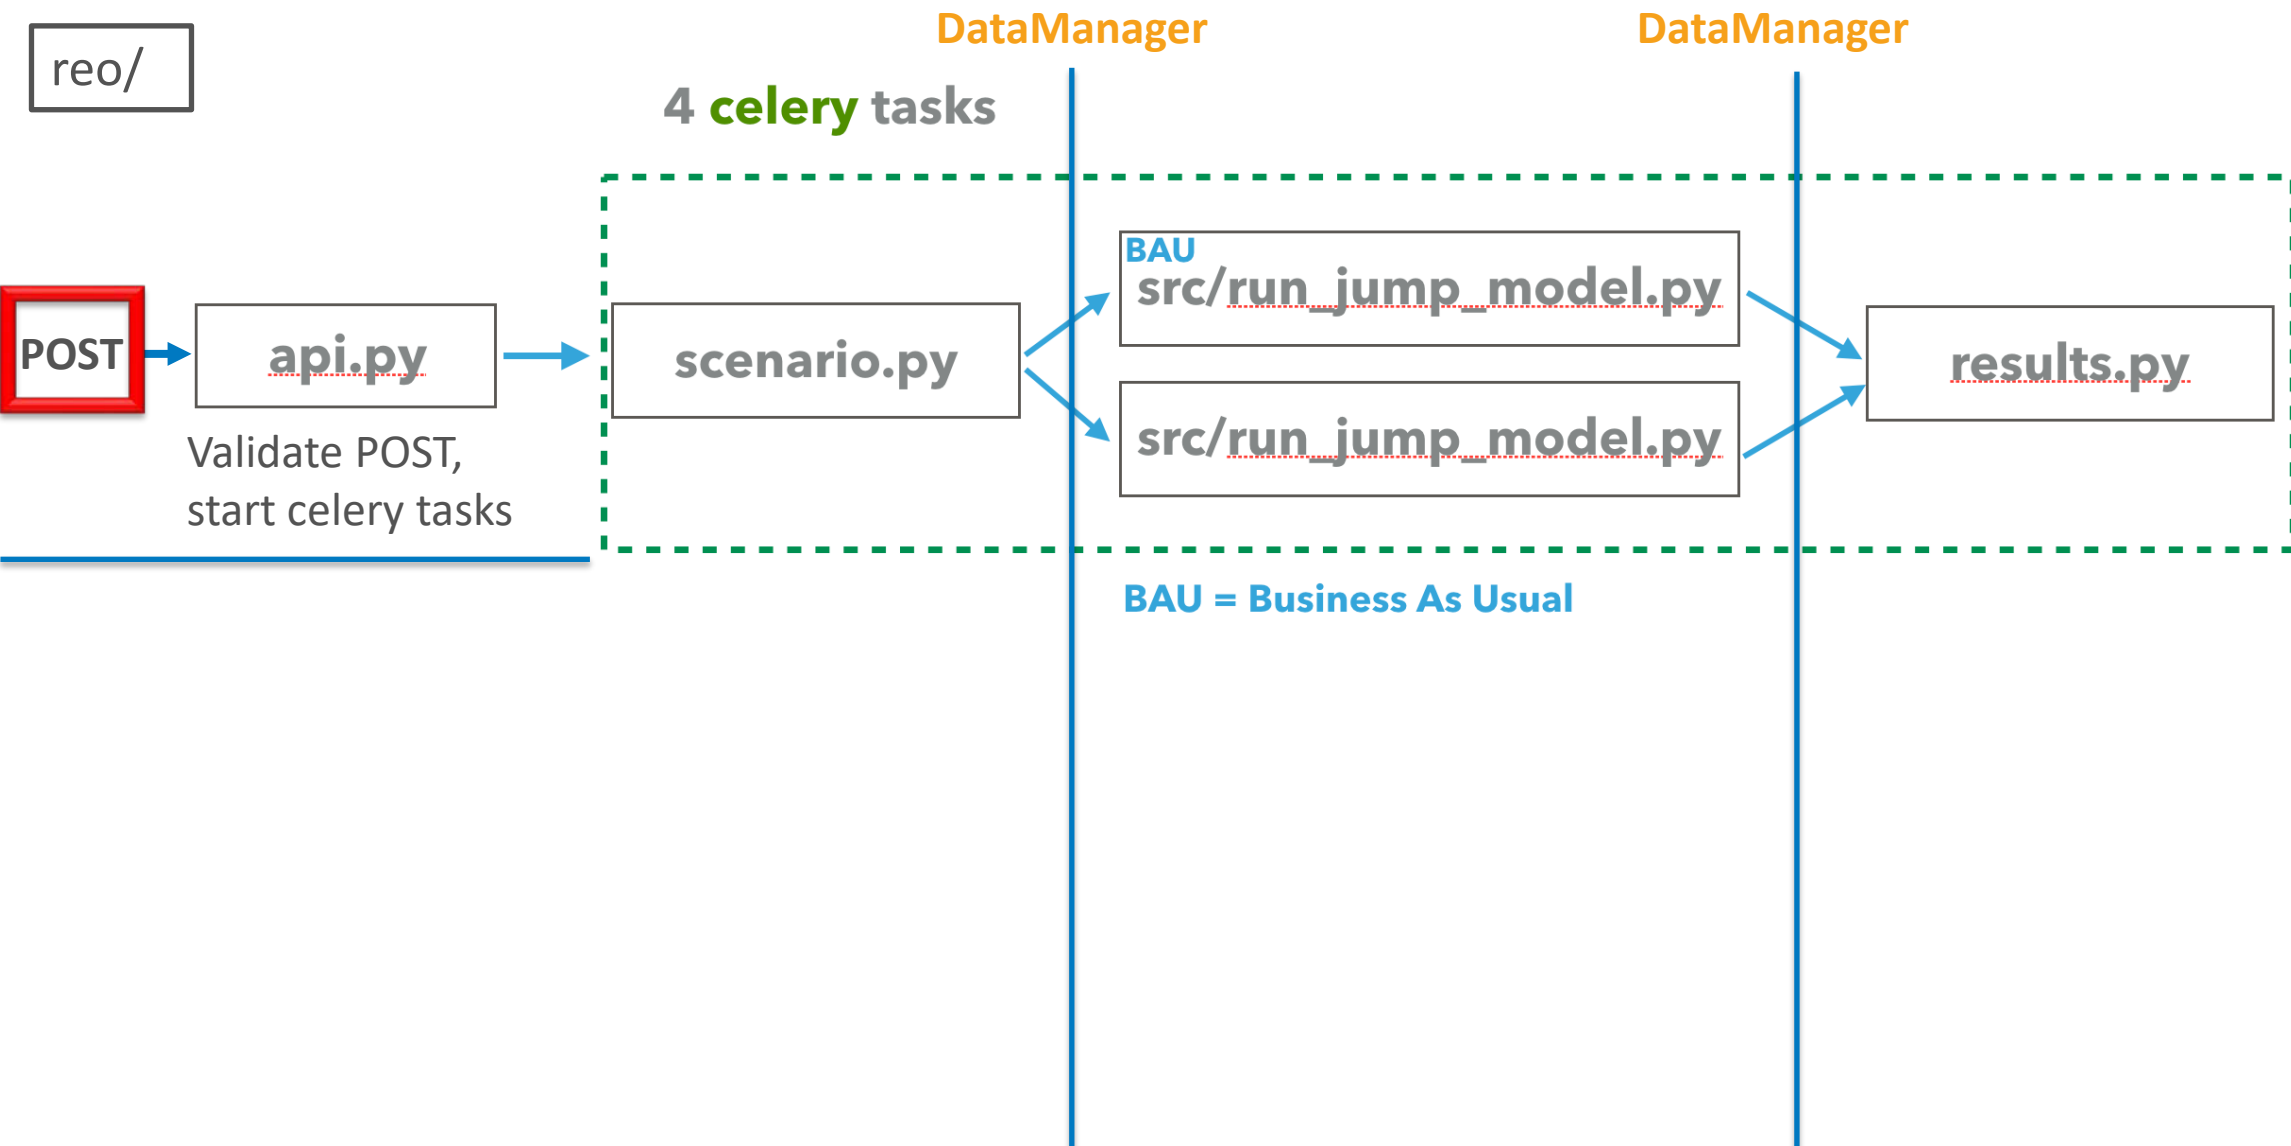 reo/
DataManager
DataManager
4 celery tasks
POST
api.py
Validate POST,
start celery tasks
scenario.py
BAU
src/run_jump_model.py
src/run_jump_model.py
results.py
BAU = Business As Usual